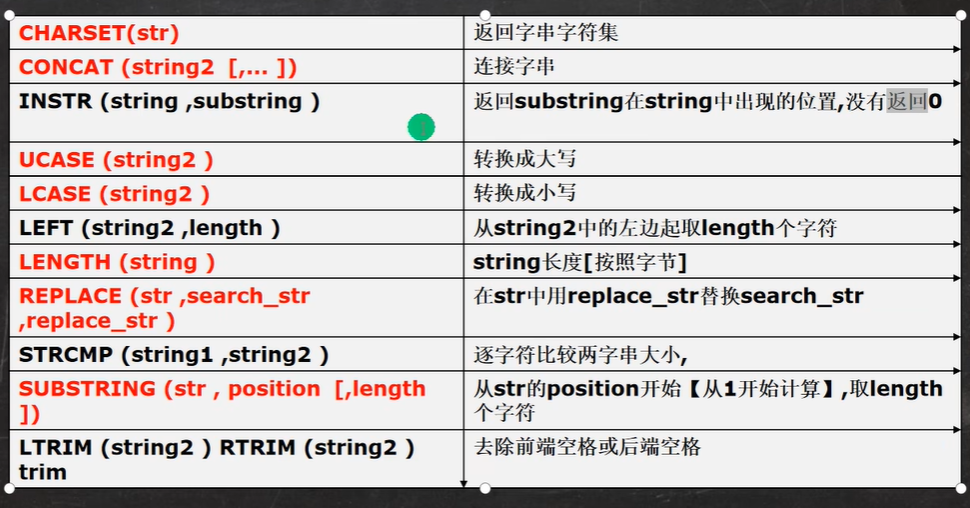 CHARSET(str)
返回字串字符集
CONCAT (string2  [,... ])
连接字串
INSTR (string ,substring )
返回substring在string中出现的位置,没有返回0
UCASE (string2 )
转换成大写
LCASE (string2 )
转换成小写
LEFT (string2 ,length )
从string2中的左边起取length个字符
LENGTH (string )
string长度[按照字节]
REPLACE (str ,search_str
,replace_str )
在str中用replace_str替换search_str
STRCMP (string1 ,string2 )
逐字符比较两字串大小,
SUBSTRING (str , position  [,length
])
从str的position开始【从1开始计算】,取length
个字符
LTRIM (string2 ) RTRIM (string2 )
trim
去除前端空格或后端空格